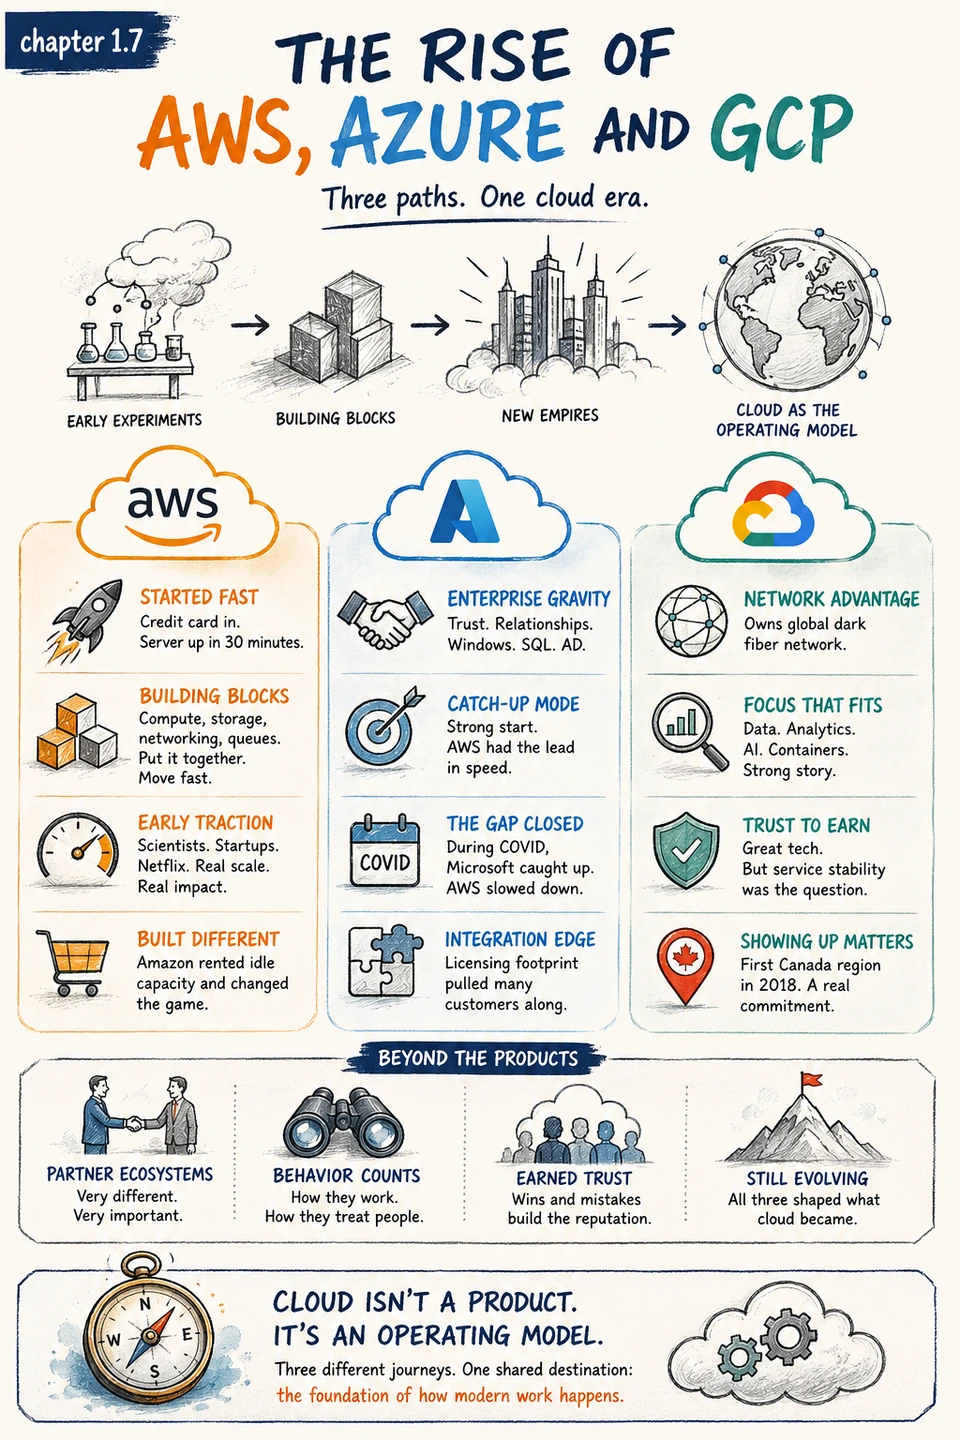 chapter 1.7
THE RISE OF
AWS, AZURE AND GCP
Three paths. One cloud era.
EARLY EXPERIMENTS
BUILDING BLOCKS
NEW EMPIRES
CLOUD AS THE
OPERATING MODEL
aws
STARTED FAST
Credit card in.
Server up in 30 minutes.
BUILDING BLOCKS
Compute, storage,
networking, queues.
Put it together.
Move fast.
EARLY TRACTION
Scientists. Startups.
Netflix. Real scale.
Real impact.
BUILT DIFFERENT
Amazon rented idle
capacity and changed
the game.
ENTERPRISE GRAVITY
Trust. Relationships.
Windows. SQL. AD.
CATCH-UP MODE
Strong start.
AWS had the lead
in speed.
COVID
THE GAP CLOSED
During COVID,
Microsoft caught up.
AWS slowed down.
INTEGRATION EDGE
Licensing footprint
pulled many
customers along.
NETWORK ADVANTAGE
Owns global dark
fiber network.
FOCUS THAT FITS
Data. Analytics.
AI. Containers.
Strong story.
TRUST TO EARN
Great tech.
But service stability
was the question.
SHOWING UP MATTERS
First Canada region
in 2018. A real
commitment.
BEYOND THE PRODUCTS
PARTNER ECOSYSTEMS
Very different.
Very important.
BEHAVIOR COUNTS
How they work.
How they treat people.
EARNED TRUST
Wins and mistakes
build the reputation.
STILL EVOLVING
All three shaped what
cloud became.
N
W E
S
CLOUD ISN'T A PRODUCT.
IT'S AN OPERATING MODEL.
Three different journeys. One shared destination:
the foundation of how modern work happens.